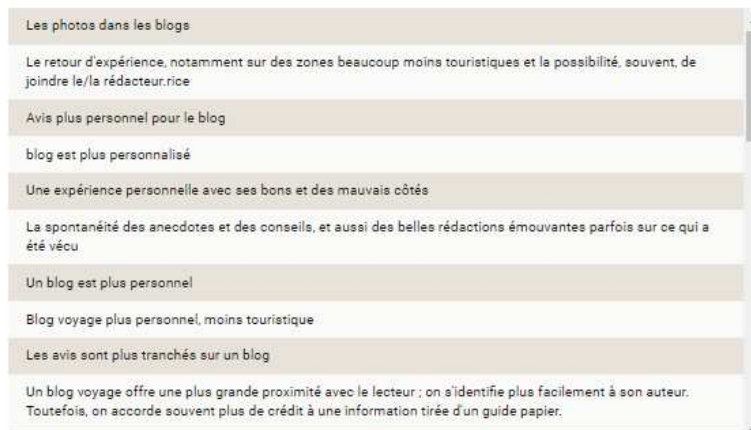 Les photos dans les blogs
Le retour d'expérience, notamment sur des zones beaucoup moins touristiques et la possibilité, souvent, de
joindre le/la rédacteur.rice
Avis plus personnel pour le blog
blog est plus personnalisé
Une expérience personnelle avec ses bons et des mauvais côtés
La spontanéité des anecdotes et des conseils, et aussi des belles rédactions émouvantes parfois sur ce qui a
été vécu
Un blog est plus personnel
Blog voyage plus personnel, moins touristique
Les avis sont plus tranchés sur un blog
Un blog voyage offre une plus grande proximité avec le lecteur ; on s'identifie plus facilement à son auteur.
Toutefois, on accorde souvent plus de crédit à une information tirée d'un guide papier.